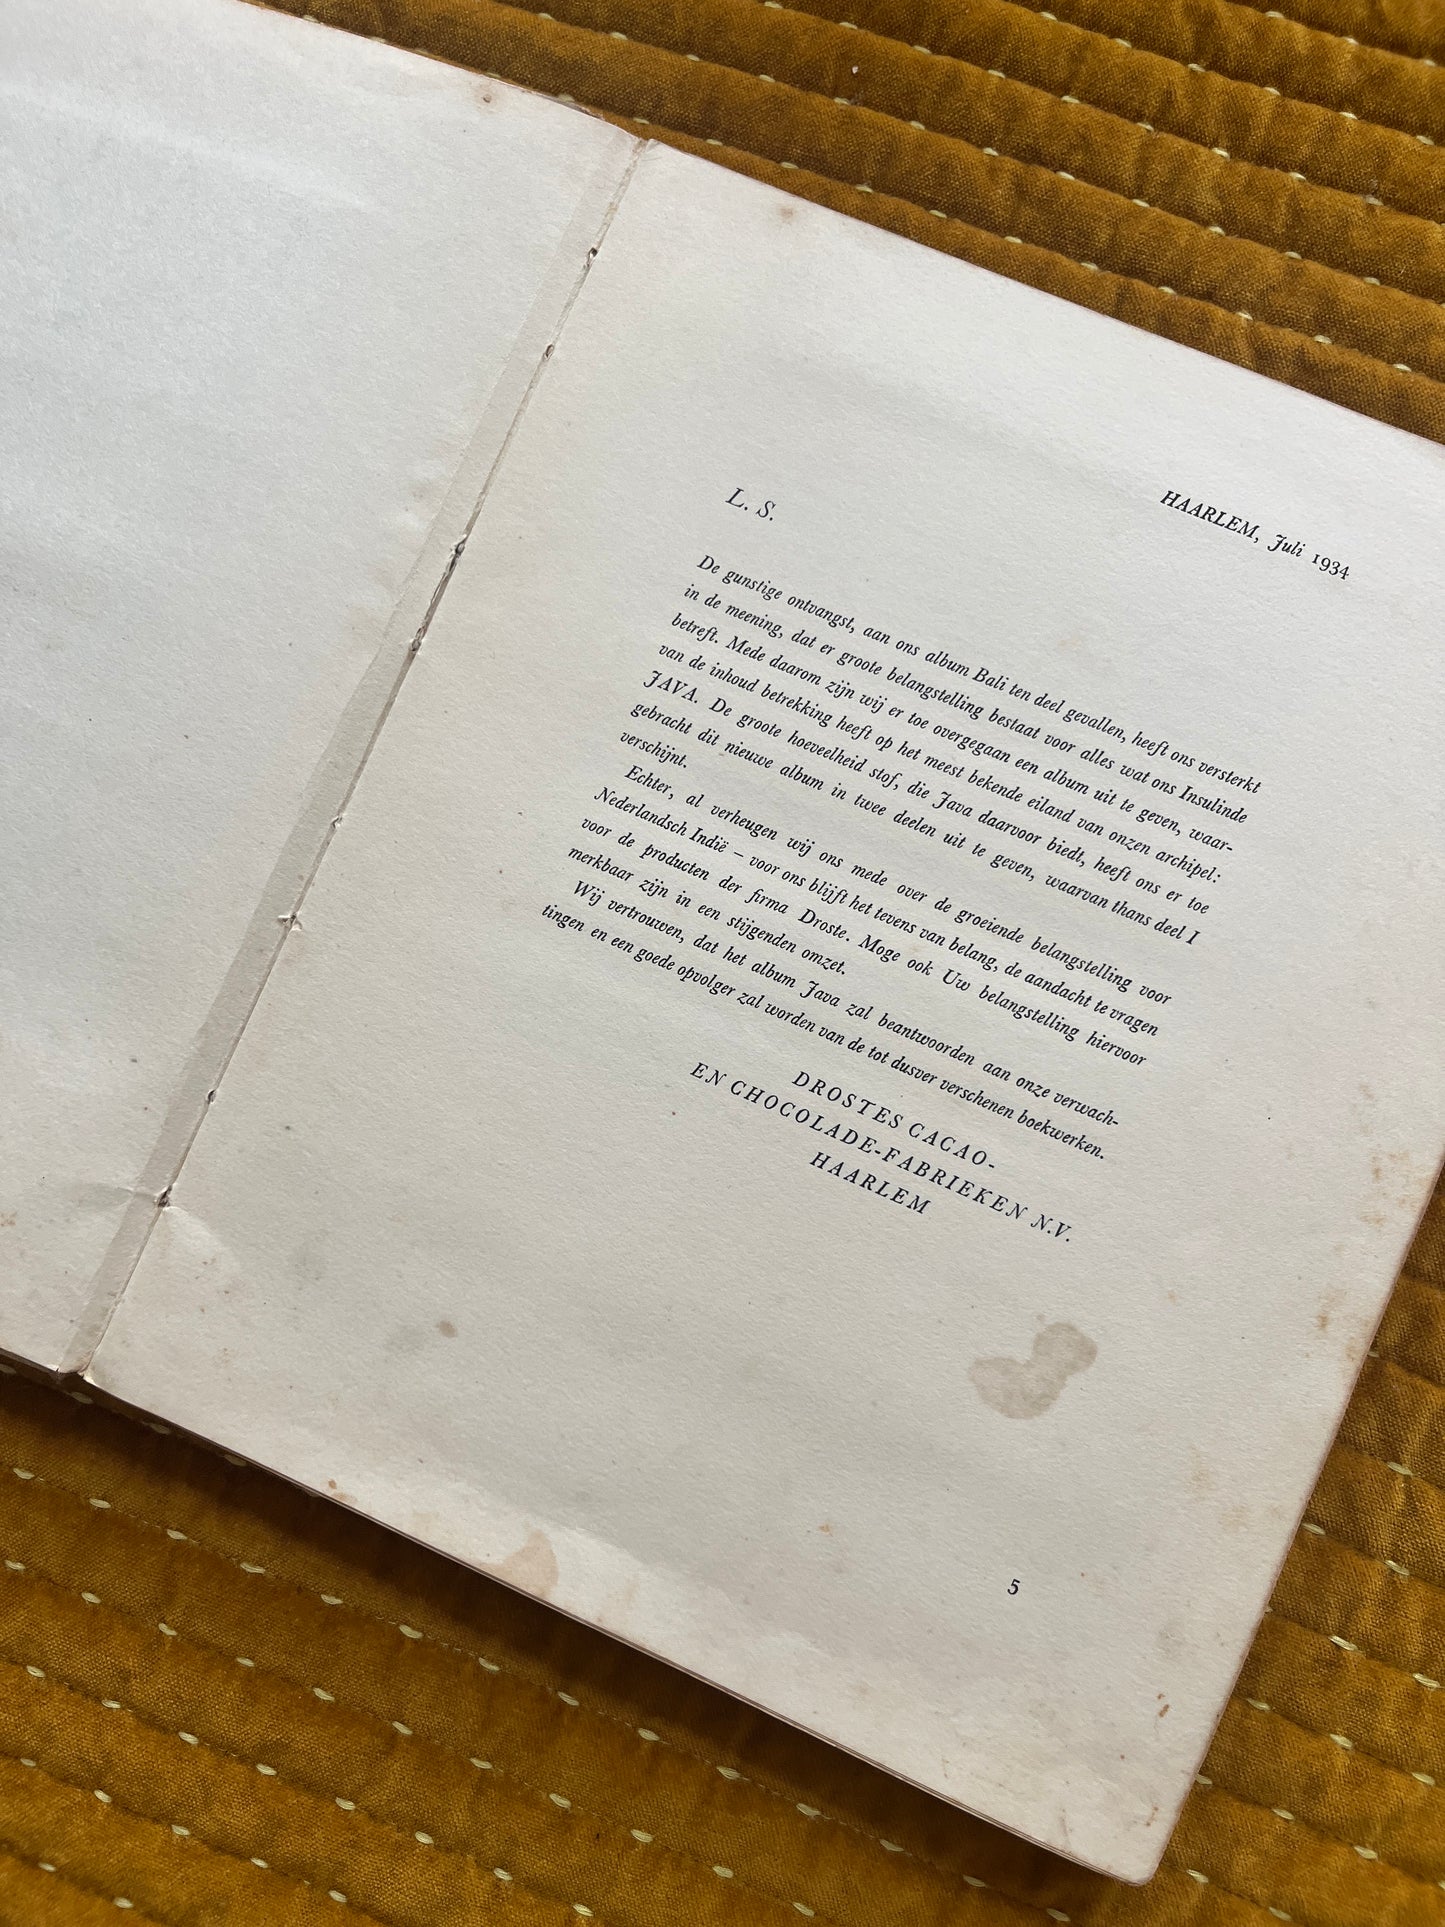 HAARLEM, Juli 1934
L. S.
De gunstige ontvangst, aan ons album Bali ten deel gevallen, heeft ons versterkt
in de meening, dat er groote belangstelling bestaat voor alles wat ons Insulinde
betreft. Mede daarom zijn wij er toe overgegaan een album uit te geven, waar-
van de inhoud betrekking heeft op het meest bekende eiland van onzen archipel:
JAVA. De groote hoeveelheid stof, die Java daarvoor biedt, heeft ons er toe
gebracht dit nieuwe album in twee deelen uit te geven, waarvan thans deel I
verschijnt.
Echter, al verheugen wij ons mede over de groeiende belangstelling voor
Nederlandsch Indië – voor ons blijft het tevens van belang, de aandacht te vragen
voor de producten der firma Droste. Moge ook Uw belangstelling hiervoor
merkbaar zijn in een stijgenden omzet.
Wij vertrouwen, dat het album Java zal beantwoorden aan onze verwach-
tingen en een goede opvolger zal worden van de tot dusver verschenen boekwerken.
DROSTES CACAO-
EN CHOCOLADE-FABRIEKEN N.V.
HAARLEM
5